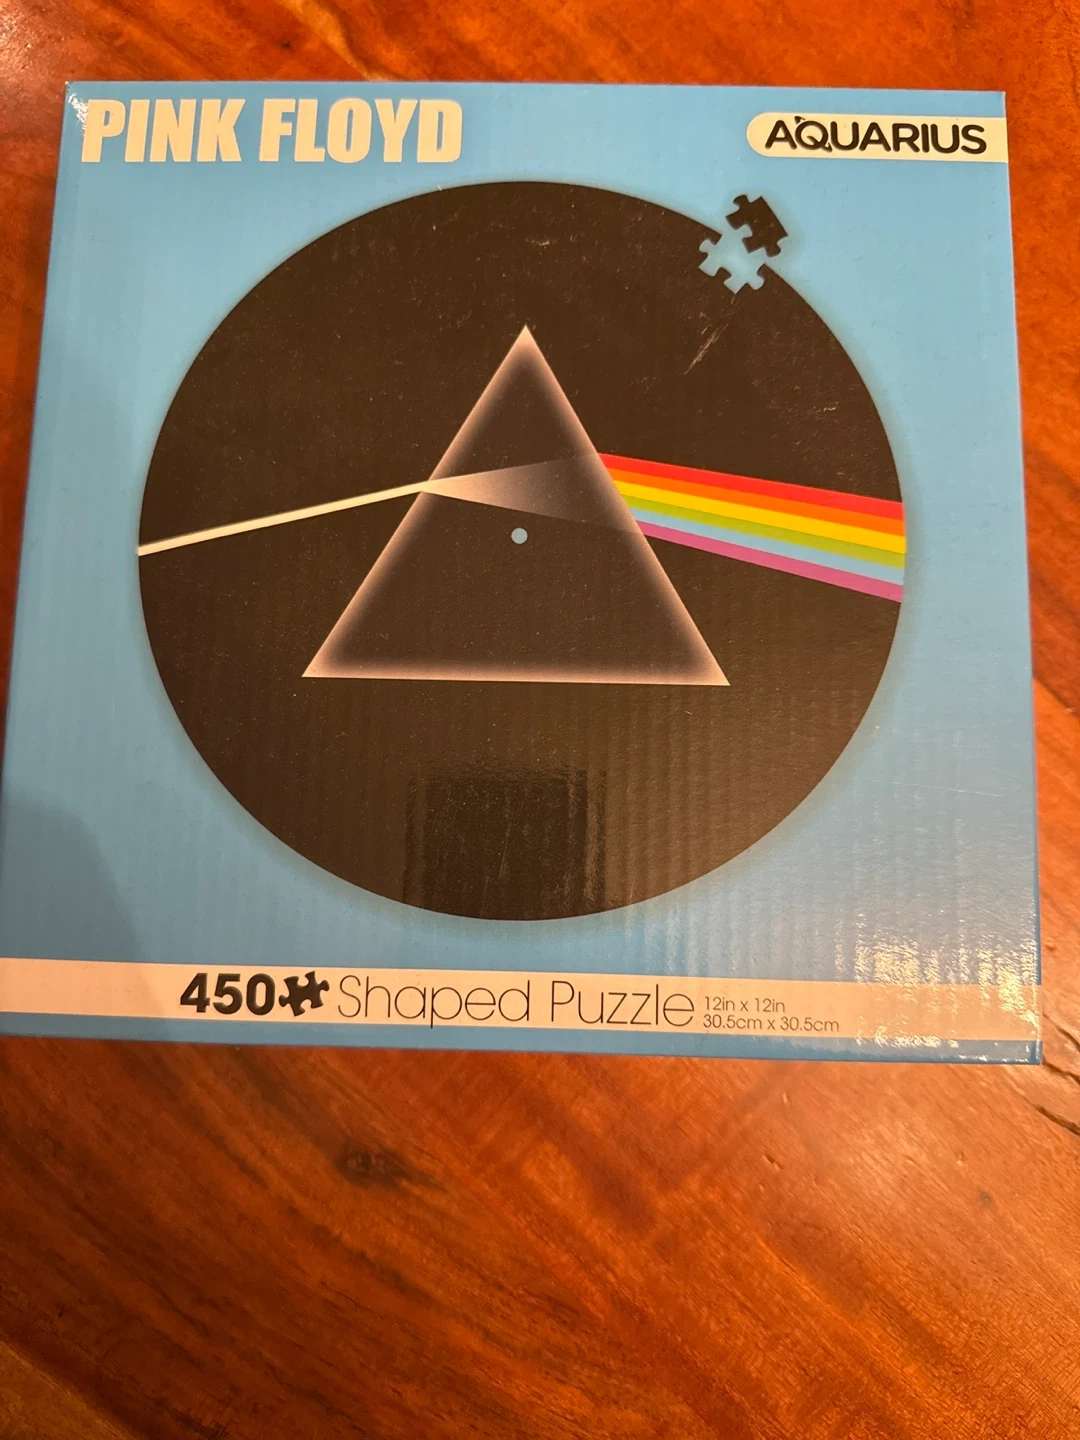 PINK FLOYD
AQUARIUS
450 Shaped Puzzle
12in x 12in
30.5cm x 30.5cm